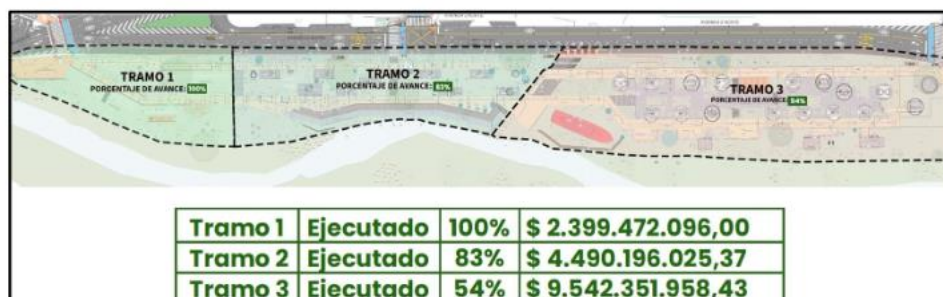 TRAMO 1
PORCENTAJE DE AVANCE: 100%
TRAMO 2
PORCENTAJE DE AVANCE: 83%
TRAMO 3
PORCENTAJE DE AVANCE: 54%
Tramo 1 Ejecutado 100% $ 2.399.472.096,00
Tramo 2 Ejecutado 83% $ 4.490.196.025,37
Tramo 3 Ejecutado 54% $ 9.542.351.958,43